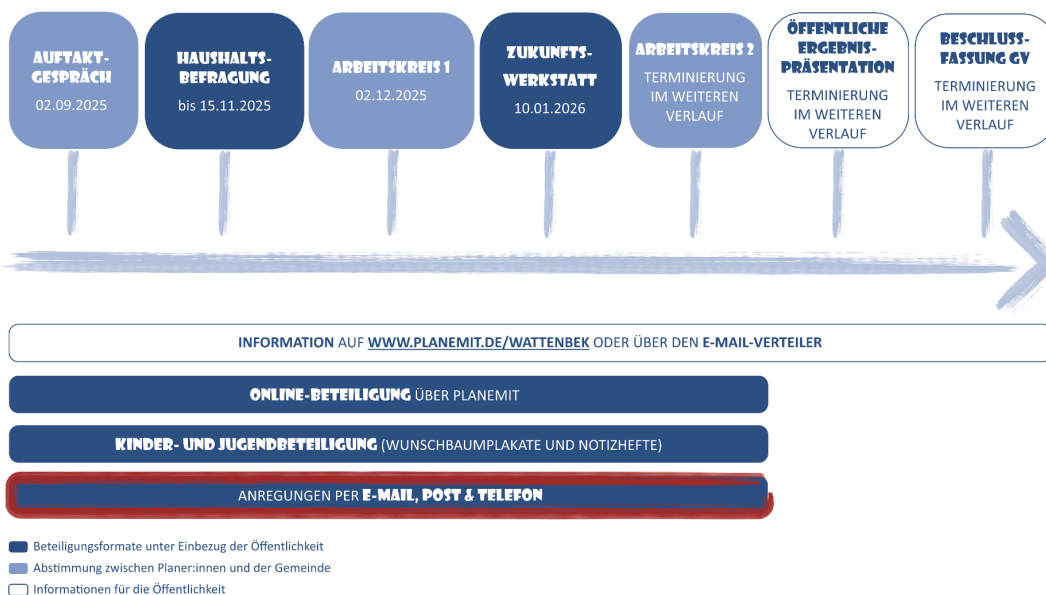 AUFTAKT-
GESPRÄCH
02.09.2025
HAUSHALTS-
BEFRAGUNG
bis 15.11.2025
ARBEITSKREIS 1
02.12.2025
ZUKUNFTS-
WERKSTATT
10.01.2026
ARBEITSKREIS 2
TERMINIERUNG
IM WEITEREN
VERLAUF
ÖFFENTLICHE
ERGEBNIS-
PRÄSENTATION
TERMINIERUNG
IM WEITEREN
VERLAUF
BESCHLUSS-
FASSUNG GV
TERMINIERUNG
IM WEITEREN
VERLAUF
INFORMATION AUF WWW.PLANEMIT.DE/WATTENBEK ODER ÜBER DEN E-MAIL-VERTEILER
ONLINE-BETEILIGUNG ÜBER PLANEMIT
KINDER- UND JUGENDBETEILIGUNG (WUNSCHBAUMPLAKATE UND NOTIZHEFTE)
ANREGUNGEN PER E-MAIL, POST & TELEFON
Beteiligungsformate unter Einbezug der Öffentlichkeit
Abstimmung zwischen Planer:innen und der Gemeinde
Informationen für die Öffentlichkeit